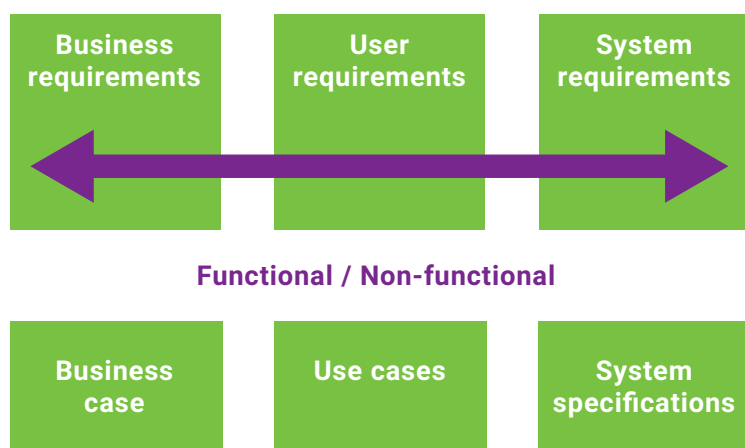 Business
requirements
User
requirements
System
requirements
Functional / Non-functional
Business
case
Use cases
System
specifications